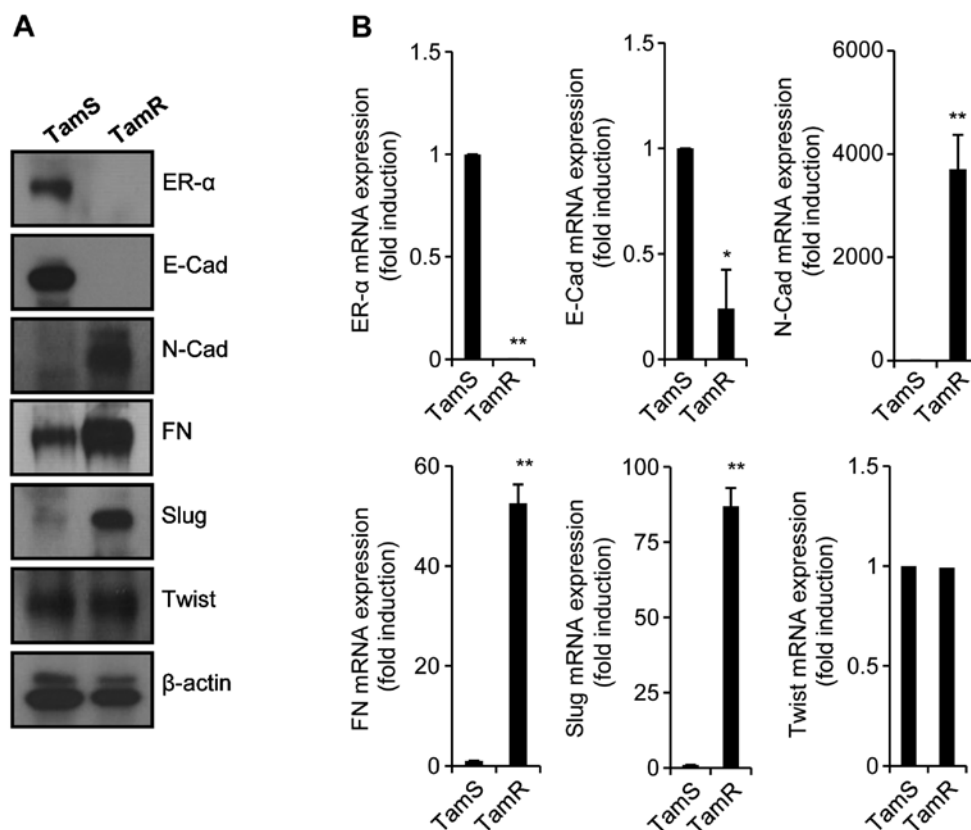 A
TamS
TamR
ER-α
E-Cad
N-Cad
FN
Slug
Twist
β-actin
B
ER-α mRNA expression
(fold induction)
1.5
1
0.5
0
**
TamS
TamR
E-Cad mRNA expression
(fold induction)
1.5
1
0.5
0
*
TamS
TamR
N-Cad mRNA expression
(fold induction)
6000
4000
2000
0
**
TamS
TamR
FN mRNA expression
(fold induction)
60
40
20
0
**
TamS
TamR
Slug mRNA expression
(fold induction)
100
75
50
25
0
**
TamS
TamR
Twist mRNA expression
(fold induction)
1.5
1
0.5
0
TamS
TamR